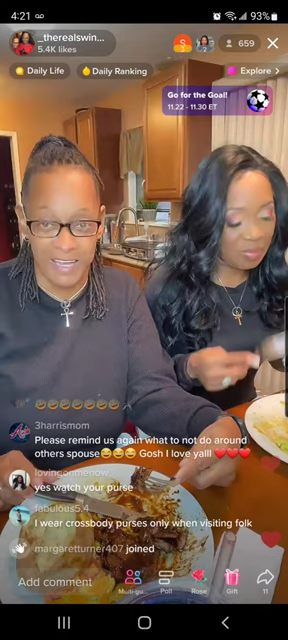 4:21
93%
_therealswin...
5.4K likes
S
659
Daily Life
Daily Ranking
Explore >
Go for the Goal!
11.22 - 11.30 ET
3harrismom
Please remind us again what to not do around
others spouse😂😂😂 Gosh I love yalll ❤❤❤
lovingonmenow
yes watch your purse
fabulous5.4
I wear crossbody purses only when visiting folk
margaretturner407 joined
Add comment
Multi-gu
Poll
Rose
Gift
11